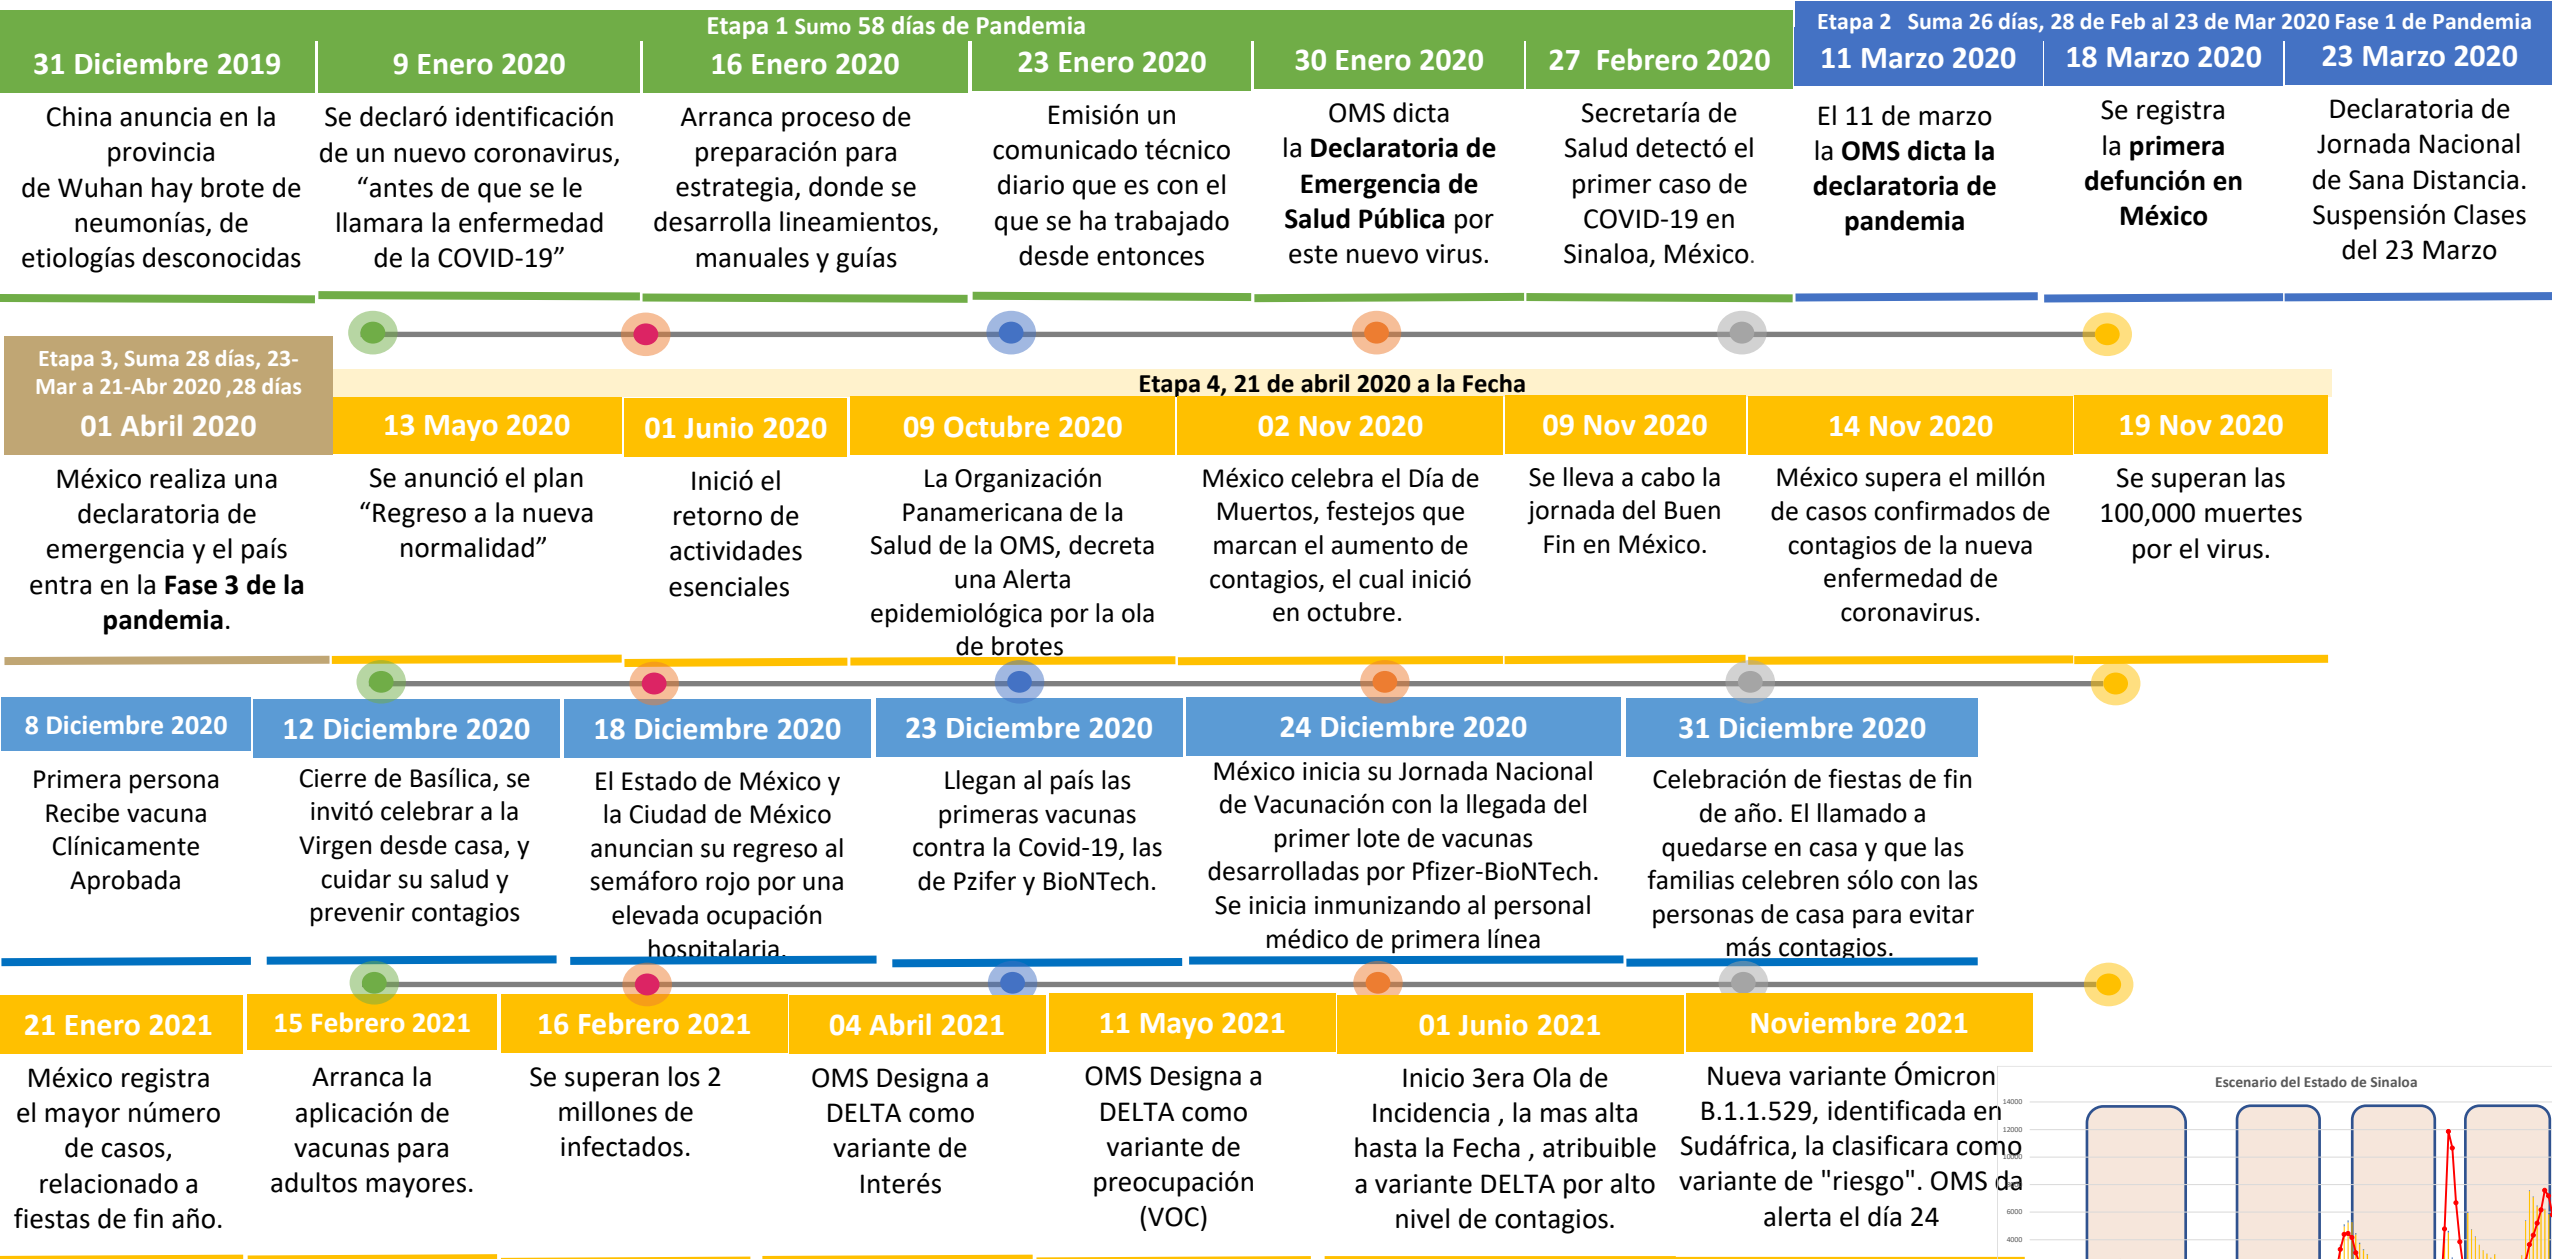 Etapa 1 Sumo 58 días de Pandemia
Etapa 2 Suma 26 días, 28 de Feb al 23 de Mar 2020 Fase 1 de Pandemia
31 Diciembre 2019
China anuncia en la
provincia
de Wuhan hay brote de
neumonías, de
etiologías desconocidas
9 Enero 2020
Se declaró identificación
de un nuevo coronavirus,
“antes de que se le
llamara la enfermedad
de la COVID-19”
16 Enero 2020
Arranca proceso de
preparación para
estrategia, donde se
desarrolla lineamientos,
manuales y guías
23 Enero 2020
Emisión un
comunicado técnico
diario que es con el
que se ha trabajado
desde entonces
30 Enero 2020
OMS dicta
la Declaratoria de
Emergencia de
Salud Pública por
este nuevo virus.
27 Febrero 2020
Secretaría de
Salud detectó el
primer caso de
COVID-19 en
Sinaloa, México.
11 Marzo 2020
El 11 de marzo
la OMS dicta la
declaratoria de
pandemia
18 Marzo 2020
Se registra
la primera
defunción en
México
23 Marzo 2020
Declaratoria de
Jornada Nacional
de Sana Distancia.
Suspensión Clases
del 23 Marzo
Etapa 3, Suma 28 días, 23-
Mar a 21-Abr 2020 ,28 días
01 Abril 2020
México realiza una
declaratoria de
emergencia y el país
entra en la Fase 3 de la
pandemia.
Etapa 4, 21 de abril 2020 a la Fecha
13 Mayo 2020
Se anunció el plan
“Regreso a la nueva
normalidad”
01 Junio 2020
Inició el
retorno de
actividades
esenciales
09 Octubre 2020
La Organización
Panamericana de la
Salud de la OMS, decreta
una Alerta
epidemiológica por la ola
de brotes
02 Nov 2020
México celebra el Día de
Muertos, festejos que
marcan el aumento de
contagios, el cual inició
en octubre.
09 Nov 2020
Se lleva a cabo la
jornada del Buen
Fin en México.
14 Nov 2020
México supera el millón
de casos confirmados de
contagios de la nueva
enfermedad de
coronavirus.
19 Nov 2020
Se superan las
100,000 muertes
por el virus.
8 Diciembre 2020
Primera persona
Recibe vacuna
Clínicamente
Aprobada
12 Diciembre 2020
Cierre de Basílica, se
invitó celebrar a la
Virgen desde casa, y
cuidar su salud y
prevenir contagios
18 Diciembre 2020
El Estado de México y
la Ciudad de México
anuncian su regreso al
semáforo rojo por una
elevada ocupación
hospitalaria.
23 Diciembre 2020
Llegan al país las
primeras vacunas
contra la Covid-19, las
de Pzifer y BioNTech.
24 Diciembre 2020
México inicia su Jornada Nacional
de Vacunación con la llegada del
primer lote de vacunas
desarrolladas por Pfizer-BioNTech.
Se inicia inmunizando al personal
médico de primera línea
31 Diciembre 2020
Celebración de fiestas de fin
de año. El llamado a
quedarse en casa y que las
familias celebren sólo con las
personas de casa para evitar
más contagios.
21 Enero 2021
México registra
el mayor número
de casos,
relacionado a
fiestas de fin año.
15 Febrero 2021
Arranca la
aplicación de
vacunas para
adultos mayores.
16 Febrero 2021
Se superan los 2
millones de
infectados.
04 Abril 2021
OMS Designa a
DELTA como
variante de
Interés
11 Mayo 2021
OMS Designa a
DELTA como
variante de
preocupación
(VOC)
01 Junio 2021
Inicio 3era Ola de
Incidencia , la mas alta
hasta la Fecha , atribuible
a variante DELTA por alto
nivel de contagios.
Noviembre 2021
Nueva variante Ómicron
B.1.1.529, identificada en
Sudáfrica, la clasificara como
variante de "riesgo". OMS da
alerta el día 24
Escenario del Estado de Sinaloa
14000
12000
10000
6000
4000